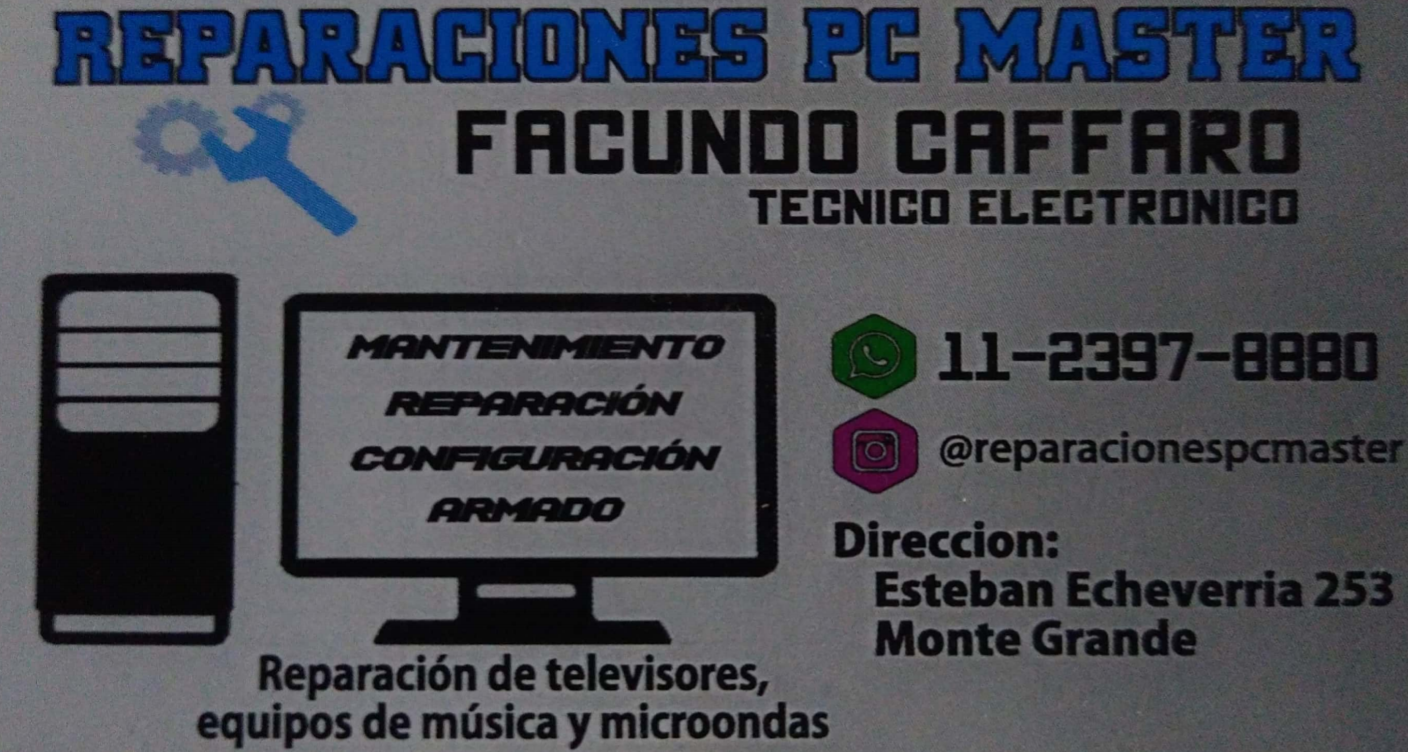 REPARACIONES PC MASTER
FACUNDO CAFFARO
TECNICO ELECTRONICO
MANTENIMIENTO
REPARACIÓN
CONFIGURACIÓN
ARMADO
11-2397-8880
@reparacionespcmaster
Direccion:
Esteban Echeverria 253
Monte Grande
Reparación de televisores,
equipos de música y microondas